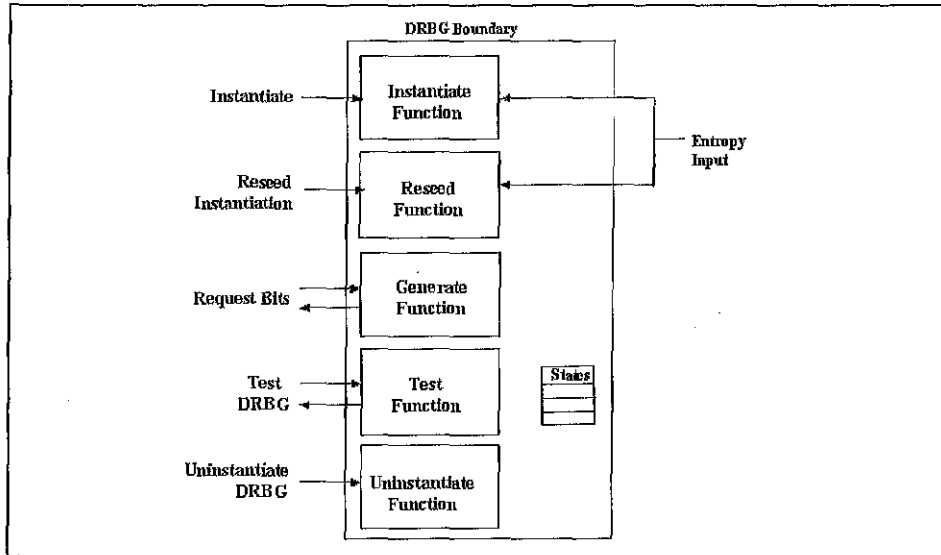 DRBG Boundary
Instantiate
Instantiate
Function
Entropy
Input
Reseed
Instantiation
Reseed
Function
Request Bits
Generate
Function
Test
DRBG
Test
Function
States
Uninstantiate
DRBG
Uninstantiate
Function